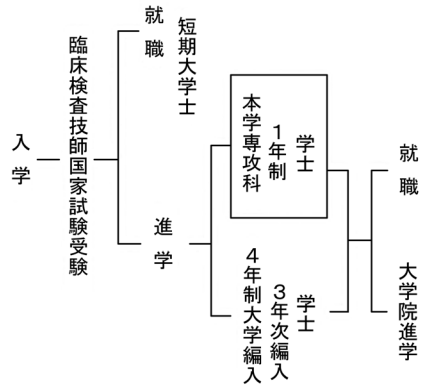 入学
臨床検査技師国家試験受験
就職
短期大学士
進学
本学専攻科
1年制
学士
4年制大学編入
3年次編入
学士
就職
大学院進学